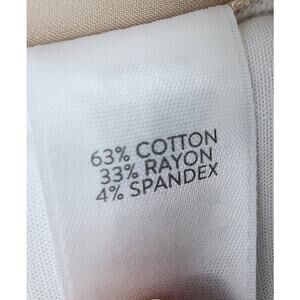 63% COTTON
33% RAYON
4% SPANDEX